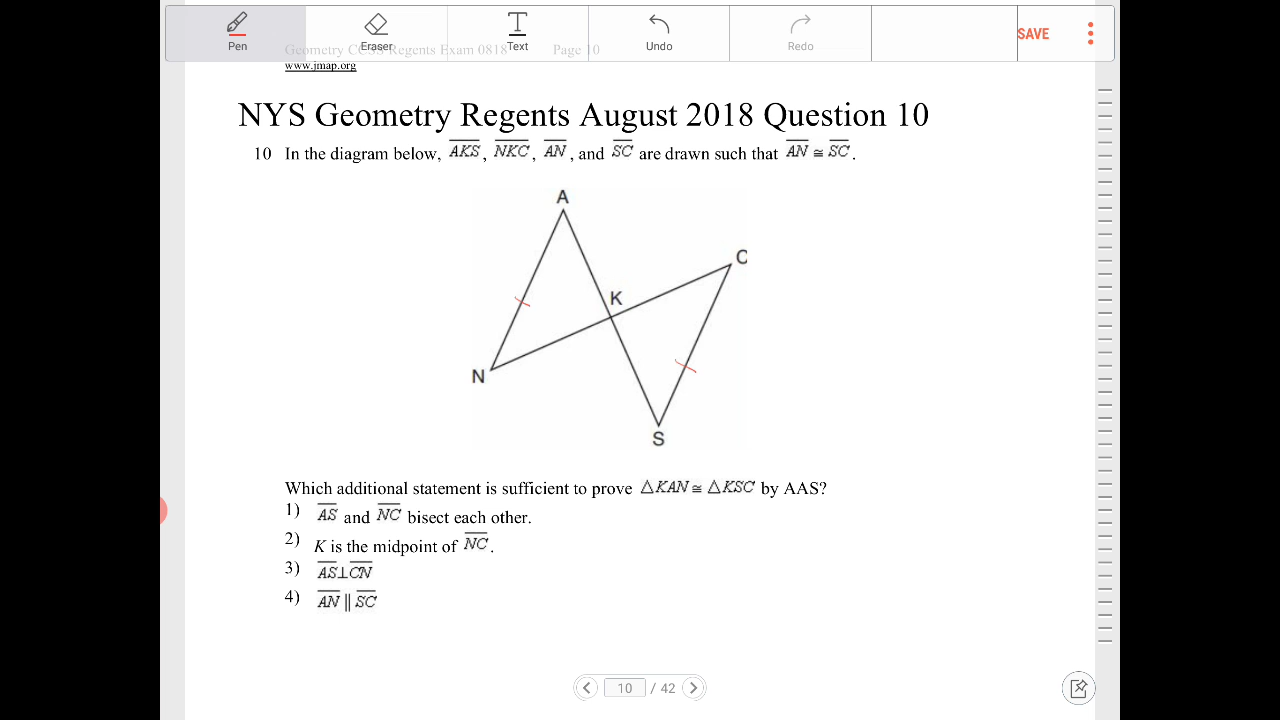 Pen
Eraser
Text
Undo
Redo
SAVE
Geometry CCSS Regents Exam 0818 Page 10
www.jmap.org
NYS Geometry Regents August 2018 Question 10
10 In the diagram below, AKS, NKC, AN, and SC are drawn such that AN ≅ SC.
A
C
K
N
S
Which additional statement is sufficient to prove △KAN ≅ △KSC by AAS?
1) AS and NC bisect each other.
2) K is the midpoint of NC.
3) AS⊥CN
4) AN ∥ SC
10 / 42